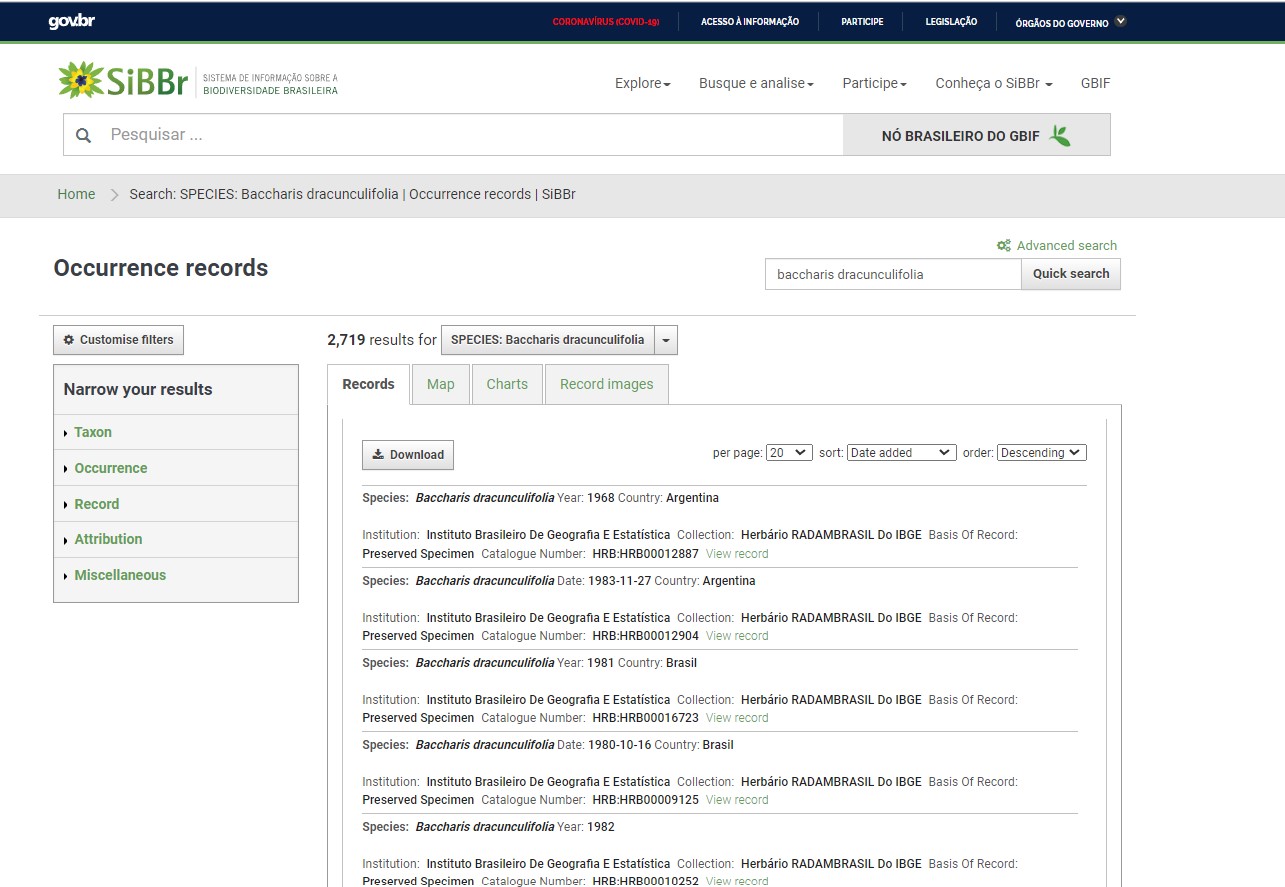 gov.br
CORONAVÍRUS (COVID-19) ACESSO À INFORMAÇÃO PARTICIPE LEGISLAÇÃO ÓRGÃOS DO GOVERNO
SiBBr SISTEMA DE INFORMAÇÃO SOBRE A
BIODIVERSIDADE BRASILEIRA
Explore Busque e analise Participe Conheça o SiBBr GBIF
Pesquisar ... NÓ BRASILEIRO DO GBIF
Home Search: SPECIES: Baccharis dracunculifolia | Occurrence records | SiBBr
Advanced search
Occurrence records
baccharis dracunculifolia Quick search
Customise filters
2,719 results for SPECIES: Baccharis dracunculifolia
Narrow your results
Taxon
Occurrence
Record
Attribution
Miscellaneous
Records Map Charts Record images
Download per page: 20 sort: Date added order: Descending
Species: Baccharis dracunculifolia Year: 1968 Country: Argentina
Institution: Instituto Brasileiro De Geografia E Estatística Collection: Herbário RADAMBRASIL Do IBGE Basis Of Record:
Preserved Specimen Catalogue Number: HRB:HRB00012887 View record
Species: Baccharis dracunculifolia Date: 1983-11-27 Country: Argentina
Institution: Instituto Brasileiro De Geografia E Estatística Collection: Herbário RADAMBRASIL Do IBGE Basis Of Record:
Preserved Specimen Catalogue Number: HRB:HRB00012904 View record
Species: Baccharis dracunculifolia Year: 1981 Country: Brasil
Institution: Instituto Brasileiro De Geografia E Estatística Collection: Herbário RADAMBRASIL Do IBGE Basis Of Record:
Preserved Specimen Catalogue Number: HRB:HRB00016723 View record
Species: Baccharis dracunculifolia Date: 1980-10-16 Country: Brasil
Institution: Instituto Brasileiro De Geografia E Estatística Collection: Herbário RADAMBRASIL Do IBGE Basis Of Record:
Preserved Specimen Catalogue Number: HRB:HRB00009125 View record
Species: Baccharis dracunculifolia Year: 1982
Institution: Instituto Brasileiro De Geografia E Estatística Collection: Herbário RADAMBRASIL Do IBGE Basis Of Record:
Preserved Specimen Catalogue Number: HRB:HRB00010252 View record